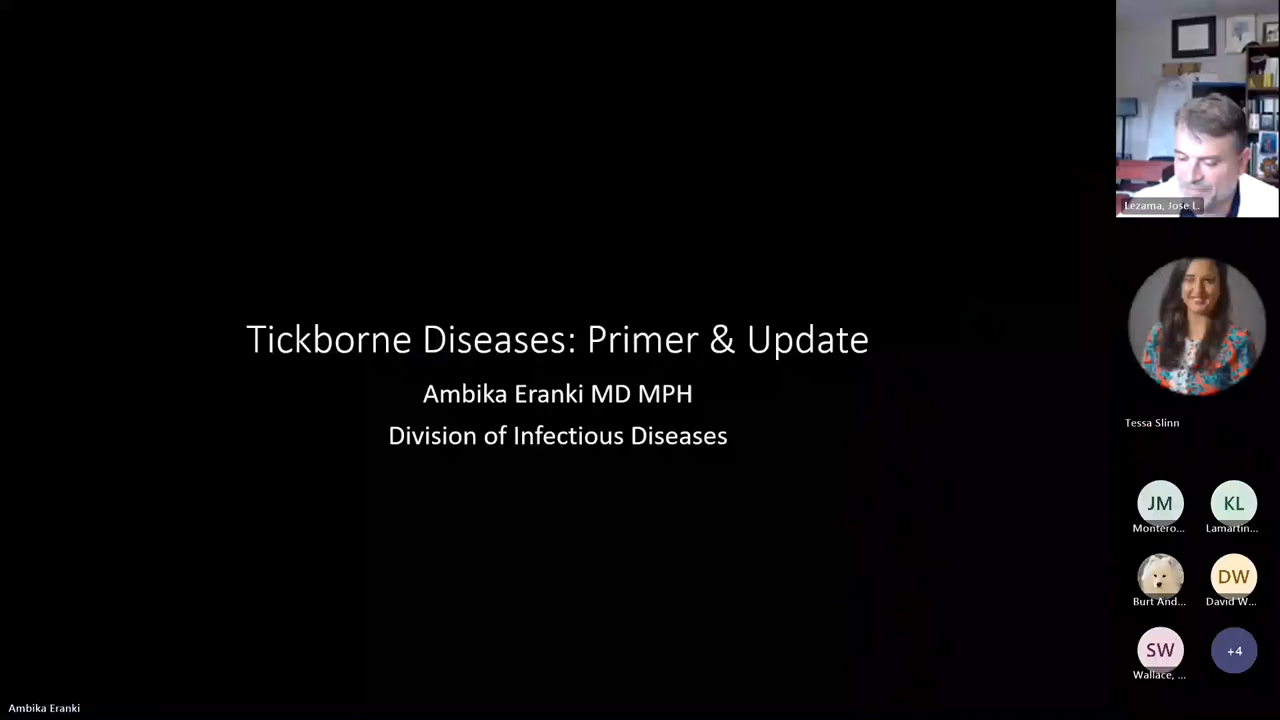 Tickborne Diseases: Primer & Update
Ambika Eranki MD MPH
Division of Infectious Diseases
Lezama, Jose L.
Tessa Slinn
JM
KL
Montero...
Lamartin...
DW
Burt And...
David W...
SW
+4
Wallace, ...
Ambika Eranki